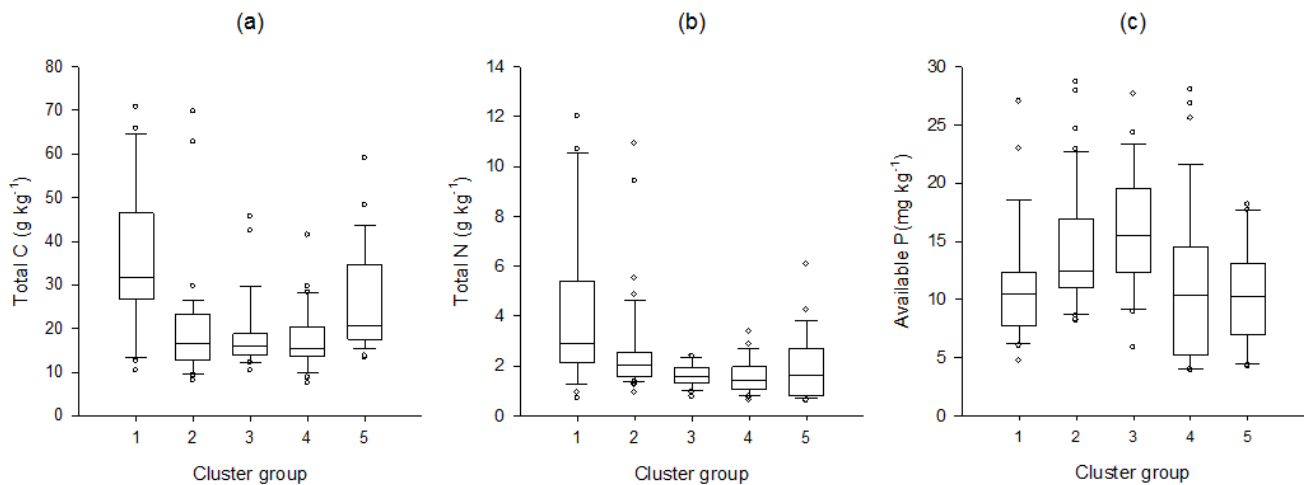 (a)
Total C (g kg⁻¹)
80
70
60
50
40
30
20
10
0
1 2 3 4 5
Cluster group
(b)
Total N (g kg⁻¹)
14
12
10
8
6
4
2
0
1 2 3 4 5
Cluster group
(c)
Available P(mg kg⁻¹)
30
25
20
15
10
5
0
1 2 3 4 5
Cluster group